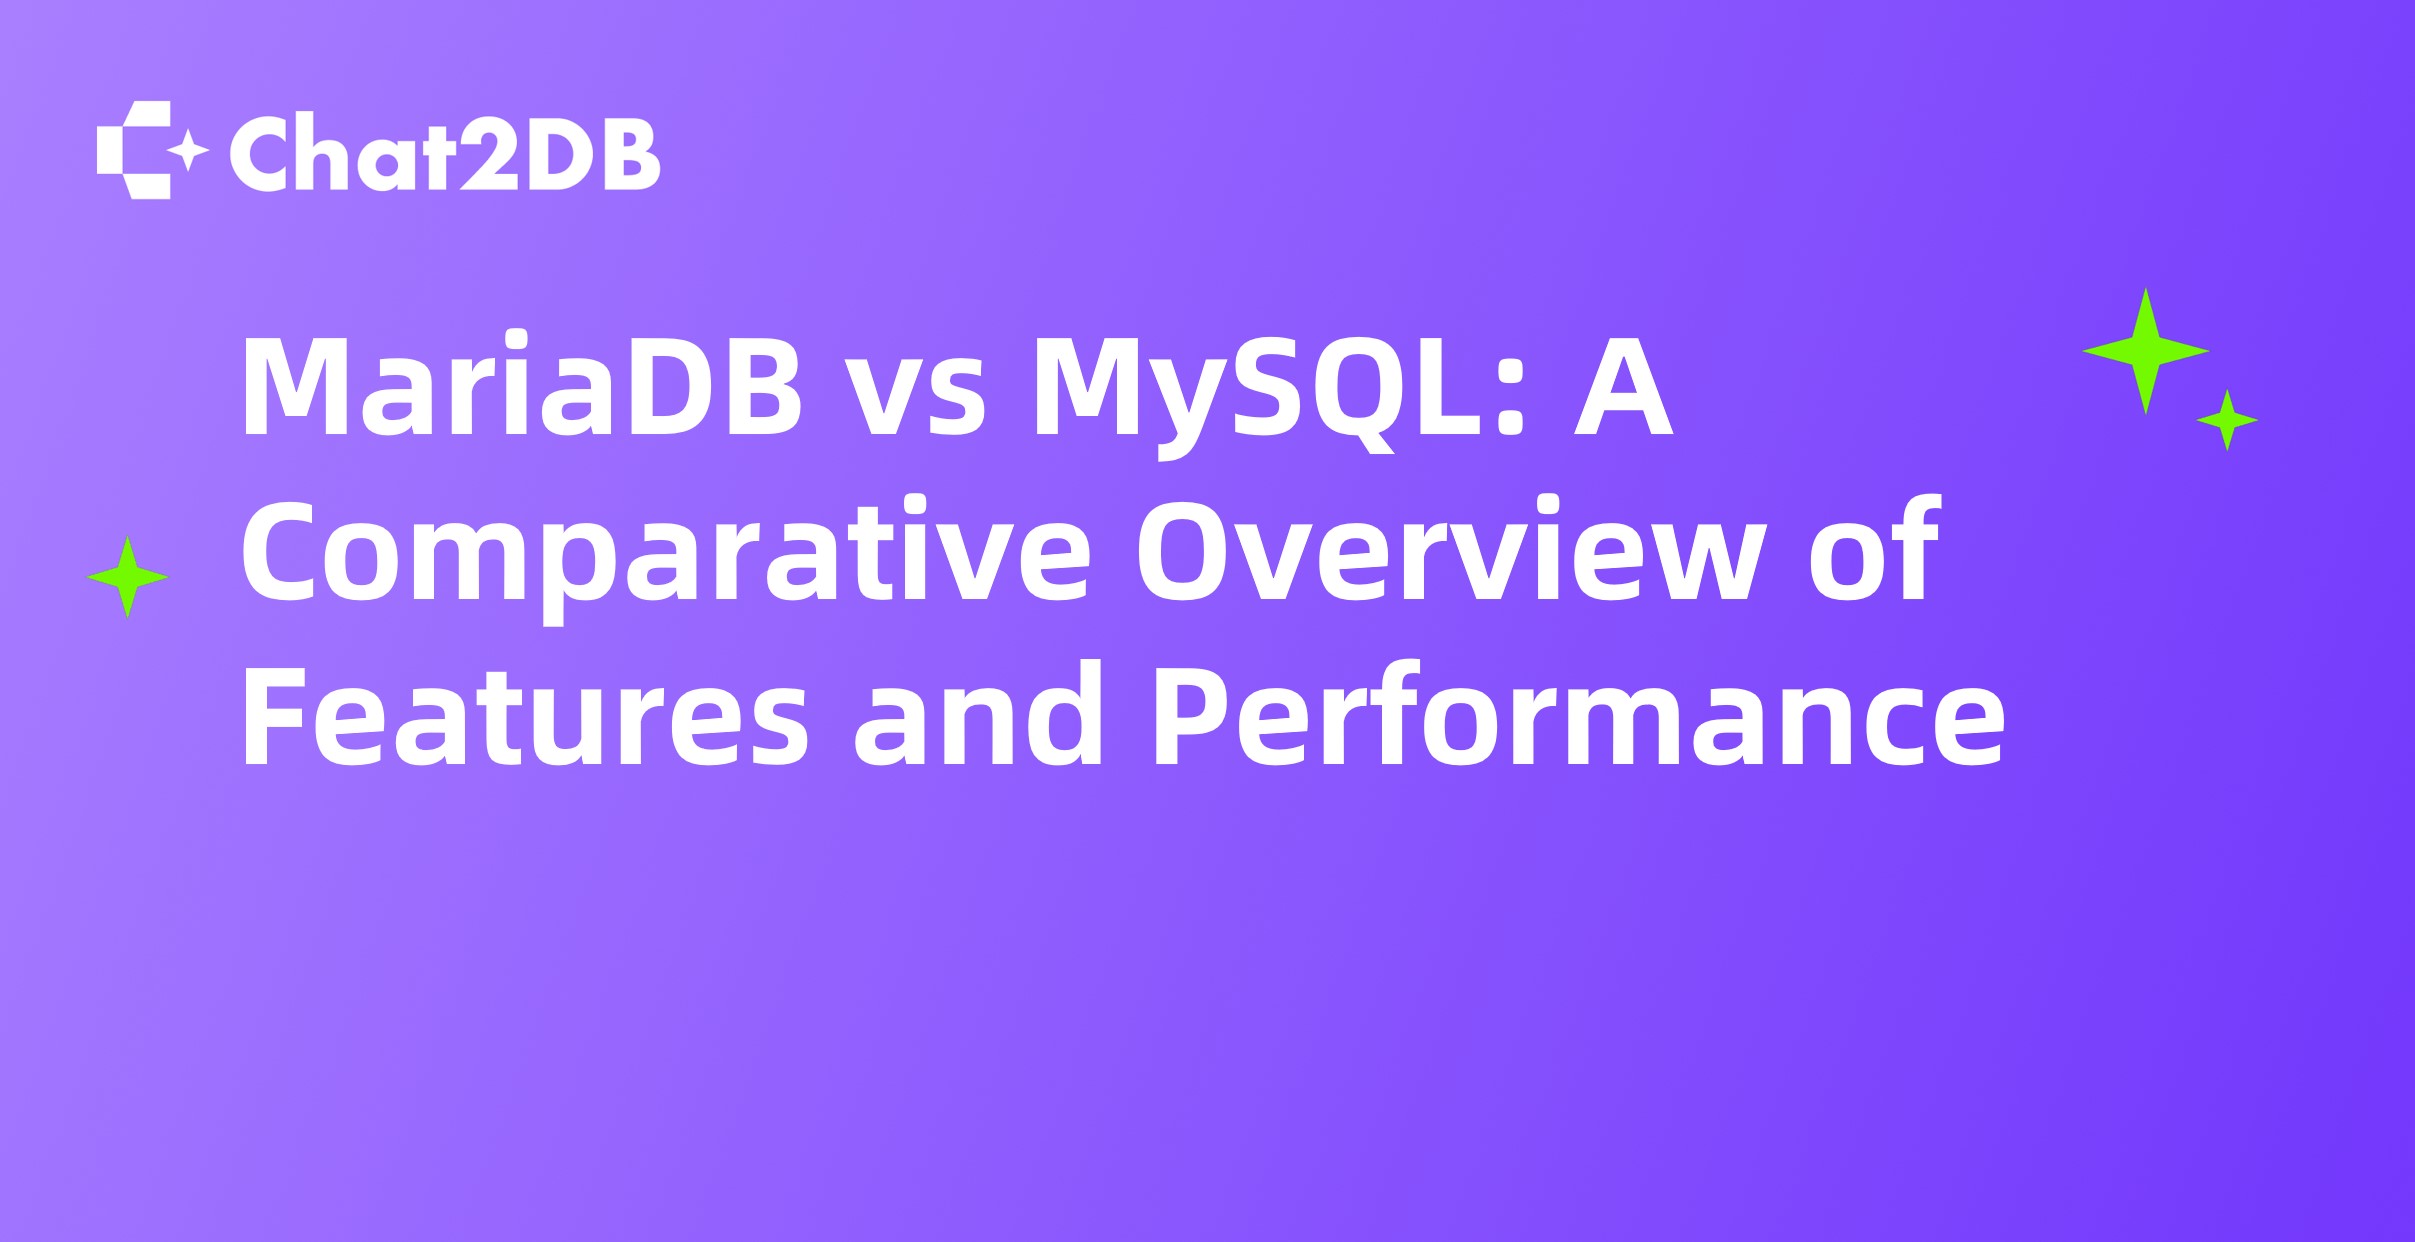 Chat2DB
MariaDB vs MySQL: A
Comparative Overview of
Features and Performance